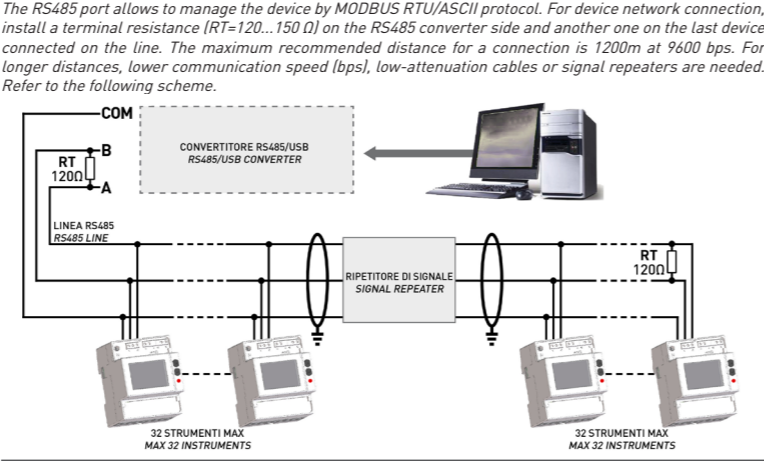 The RS485 port allows to manage the device by MODBUS RTU/ASCII protocol. For device network connection,
install a terminal resistance (RT=120...150 Ω) on the RS485 converter side and another one on the last device
connected on the line. The maximum recommended distance for a connection is 1200m at 9600 bps. For
longer distances, lower communication speed (bps), low-attenuation cables or signal repeaters are needed.
Refer to the following scheme.
COM
CONVERTITORE RS485/USB
RS485/USB CONVERTER
B
RT
120Ω
A
LINEA RS485
RS485 LINE
RIPETITORE DI SIGNALE
SIGNAL REPEATER
RT
120Ω
32 STRUMENTI MAX
MAX 32 INSTRUMENTS
32 STRUMENTI MAX
MAX 32 INSTRUMENTS